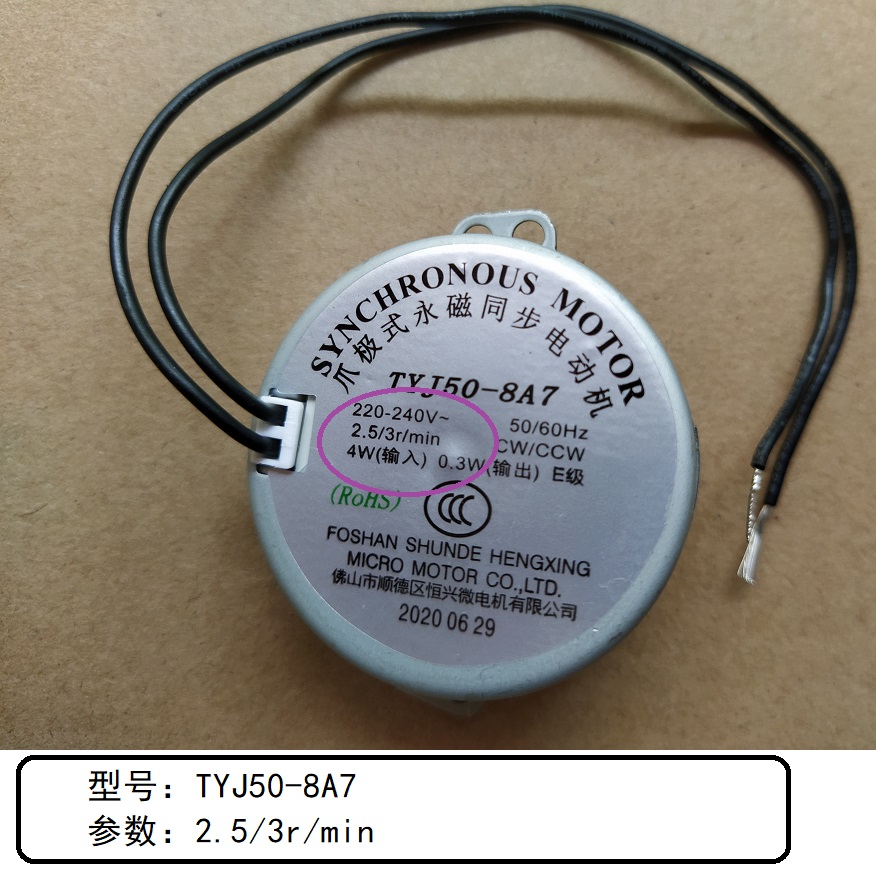 SYNCHRONOUS MOTOR
爪极式永磁同步电动机
TYJ50-8A7
220-240V~ 50/60Hz
2.5/3r/min CW/CCW
4W(输入) 0.3W(输出) E级
(RoHS) CCC
FOSHAN SHUNDE HENGXING
MICRO MOTOR CO.,LTD.
佛山市顺德区恒兴微电机有限公司
2020 06 29
型号：TYJ50-8A7
参数：2.5/3r/min